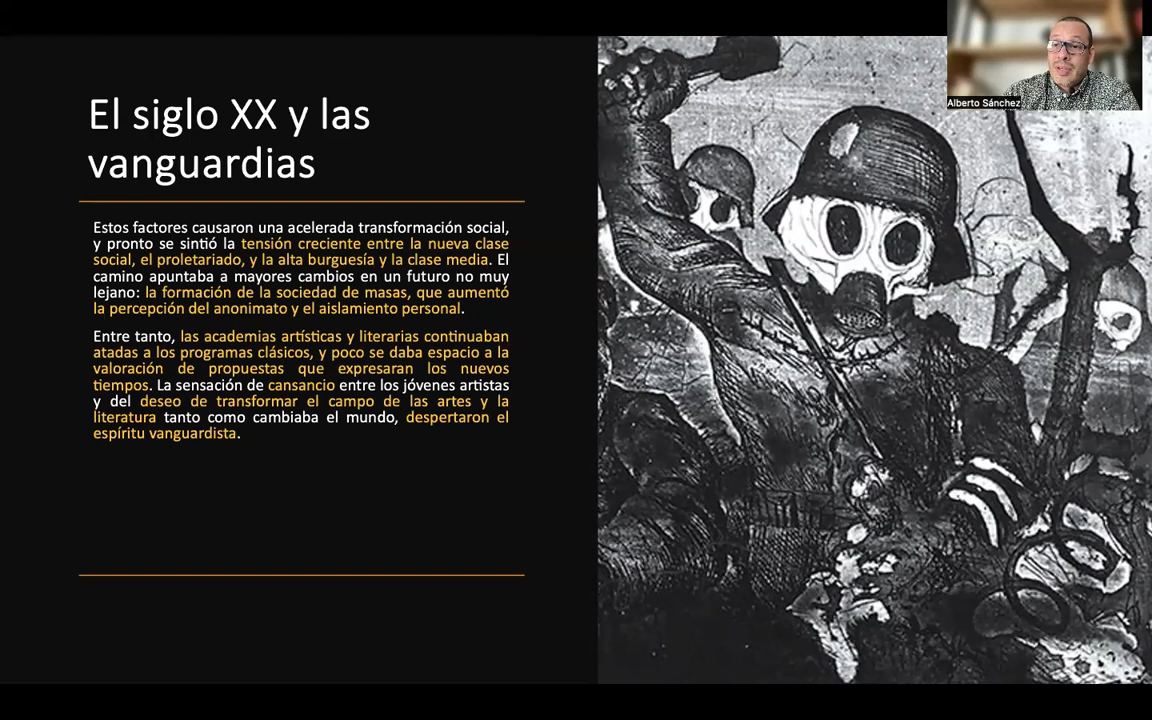 El siglo XX y las
vanguardias
Estos factores causaron una acelerada transformación social,
y pronto se sintió la tensión creciente entre la nueva clase
social, el proletariado, y la alta burguesía y la clase media. El
camino apuntaba a mayores cambios en un futuro no muy
lejano: la formación de la sociedad de masas, que aumentó
la percepción del anonimato y el aislamiento personal.
Entre tanto, las academias artísticas y literarias continuaban
atadas a los programas clásicos, y poco se daba espacio a la
valoración de propuestas que expresaran los nuevos
tiempos. La sensación de cansancio entre los jóvenes artistas
y del deseo de transformar el campo de las artes y la
literatura tanto como cambiaba el mundo, despertaron el
espíritu vanguardista.
Alberto Sánchez